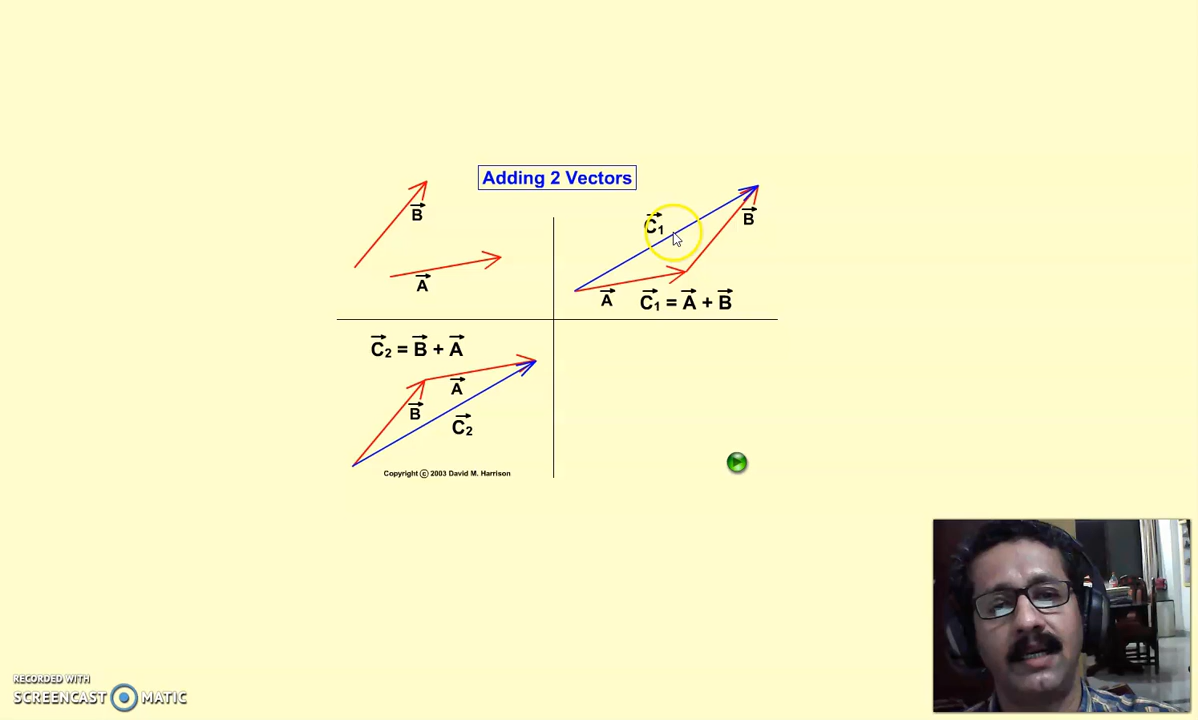 Adding 2 Vectors
B
A
C₁
B
A
C₁ = A + B
C₂ = B + A
A
B
C₂
Copyright © 2003 David M. Harrison
RECORDED WITH
SCREENCAST MATIC